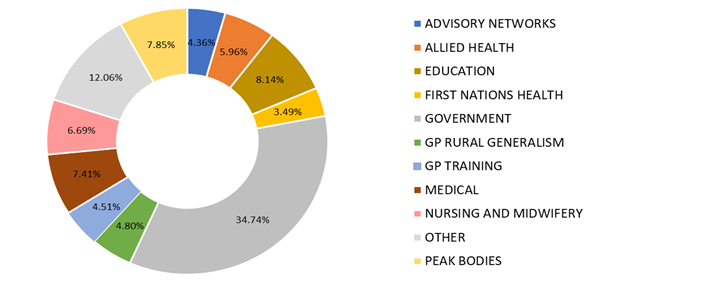 4.36%
5.96%
8.14%
3.49%
34.74%
4.80%
4.51%
7.41%
6.69%
12.06%
7.85%
ADVISORY NETWORKS
ALLIED HEALTH
EDUCATION
FIRST NATIONS HEALTH
GOVERNMENT
GP RURAL GENERALISM
GP TRAINING
MEDICAL
NURSING AND MIDWIFERY
OTHER
PEAK BODIES